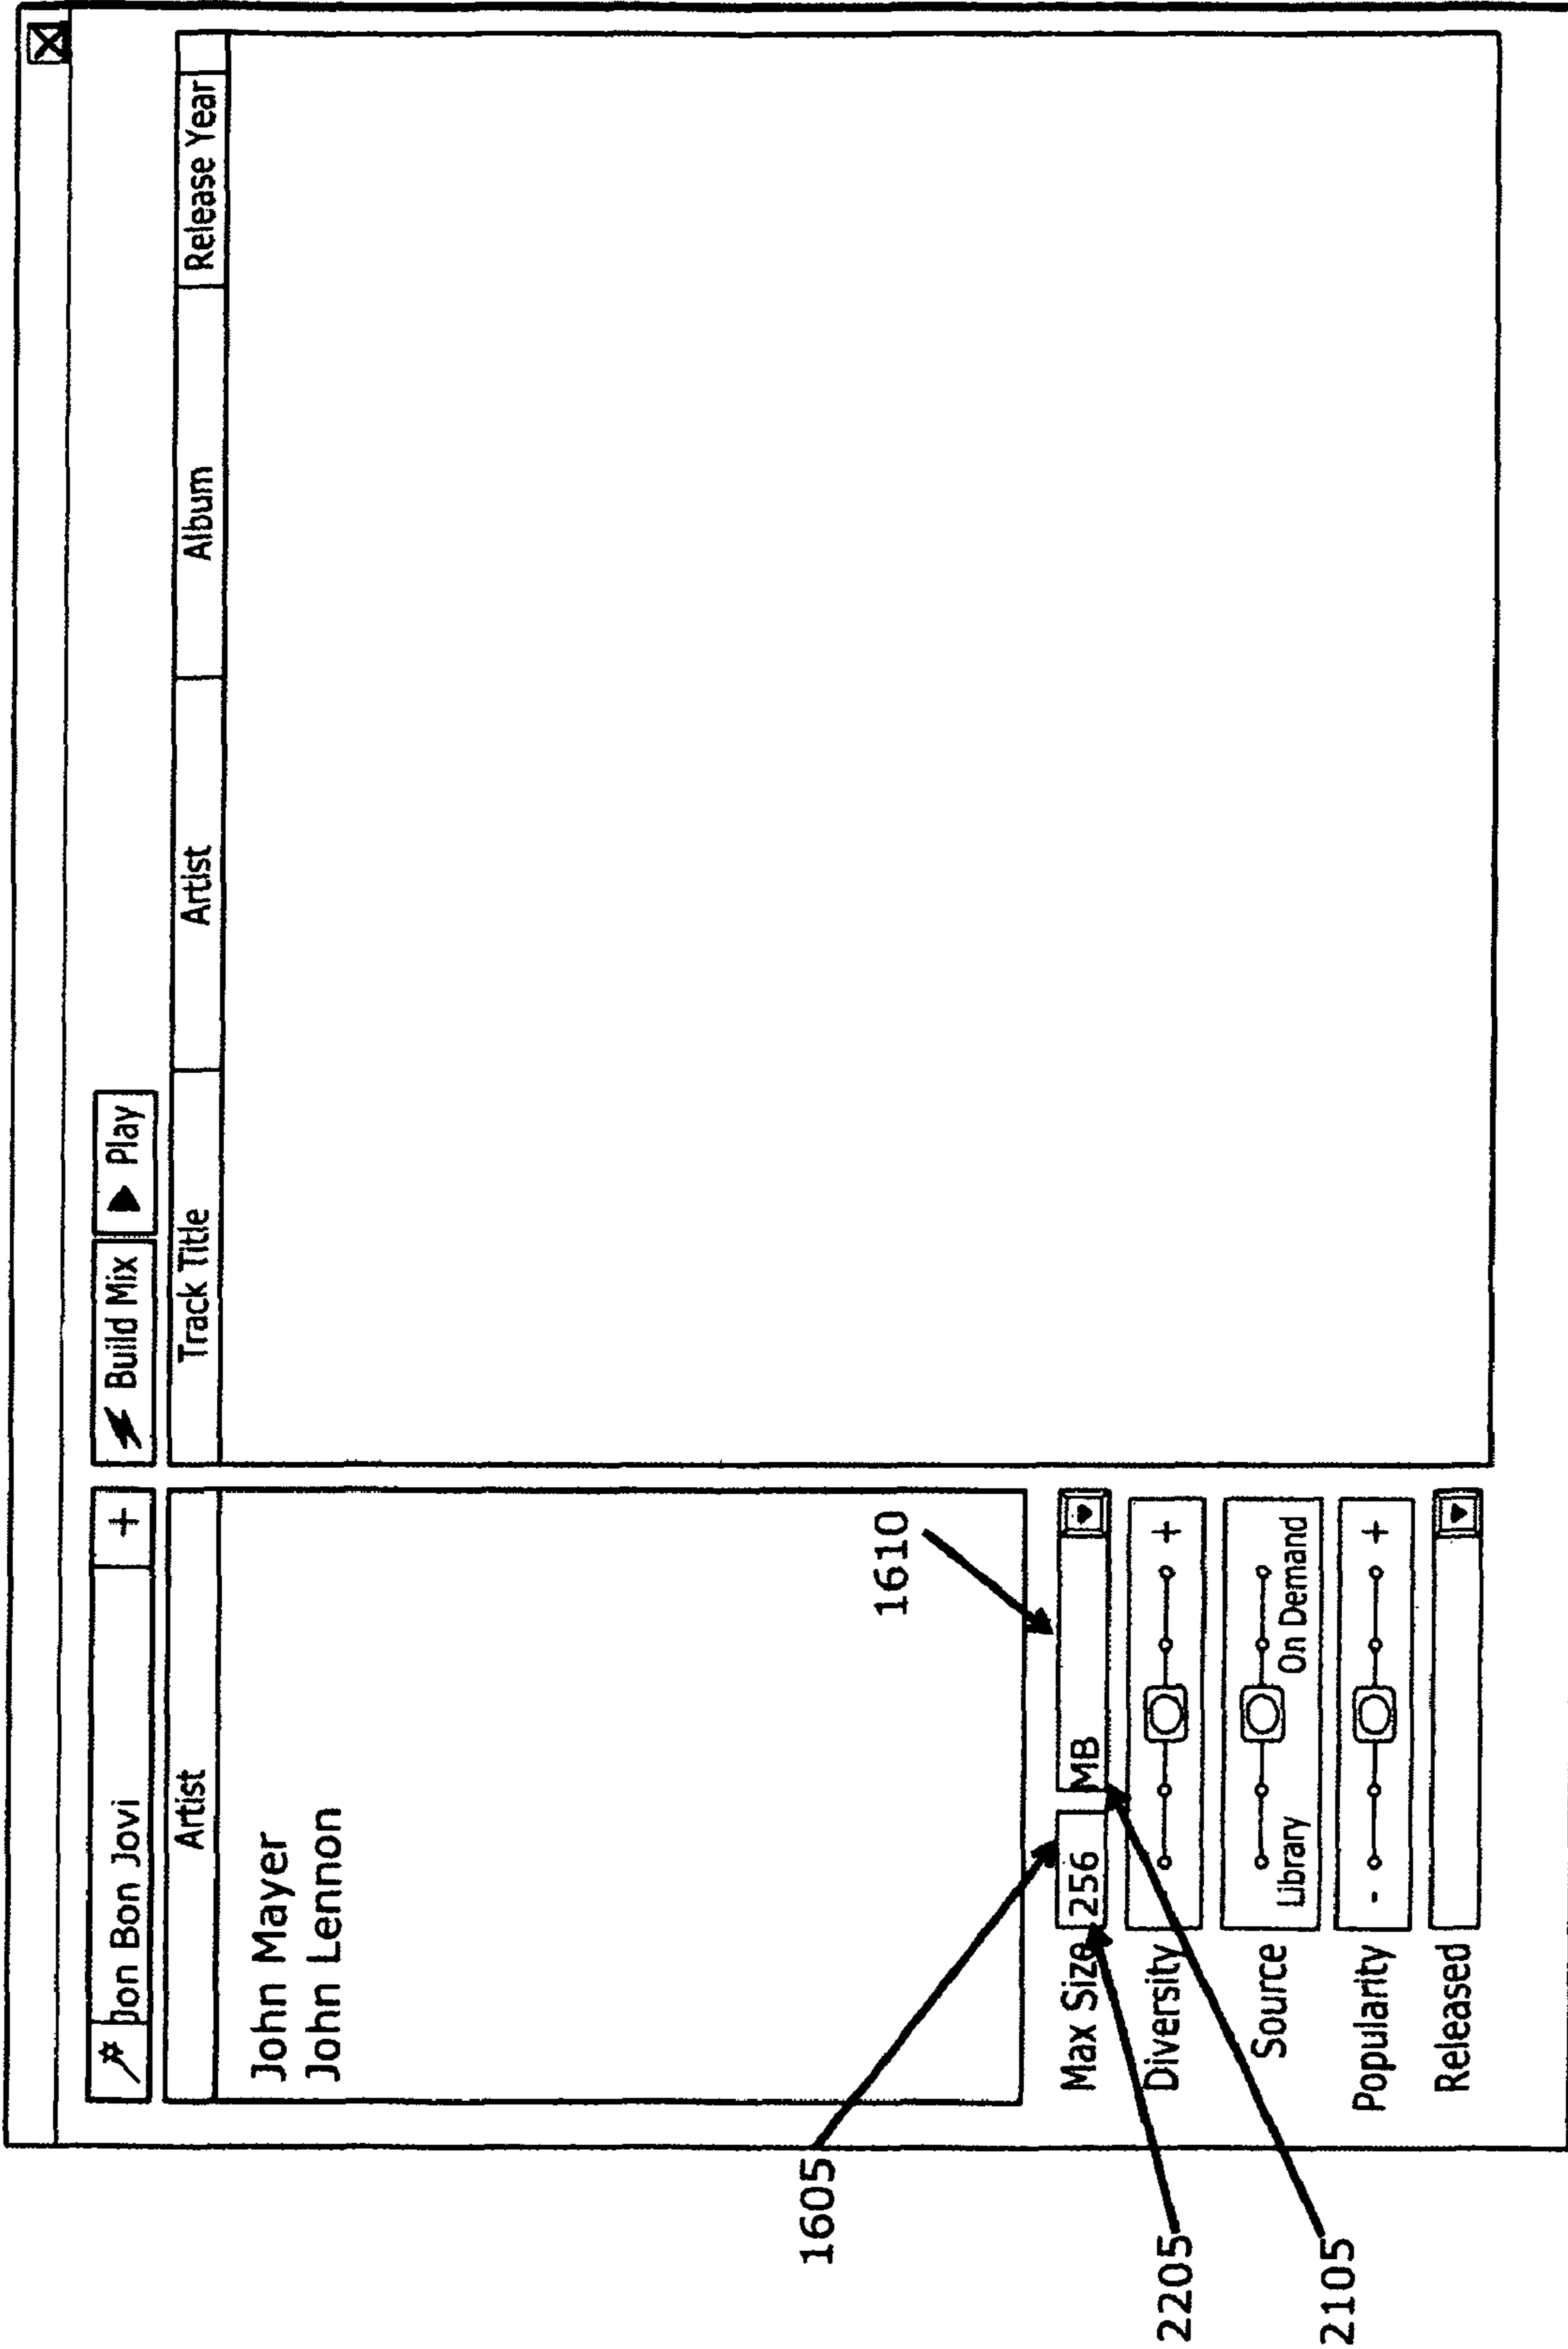 Jon Bon Jovi +
Build Mix Play
Artist
Track Title Artist Album Release Year
John Mayer
John Lennon
1610
1605
Max Size 256 MB
Diversity +
2205
Source Library On Demand
2105
Popularity - +
Released